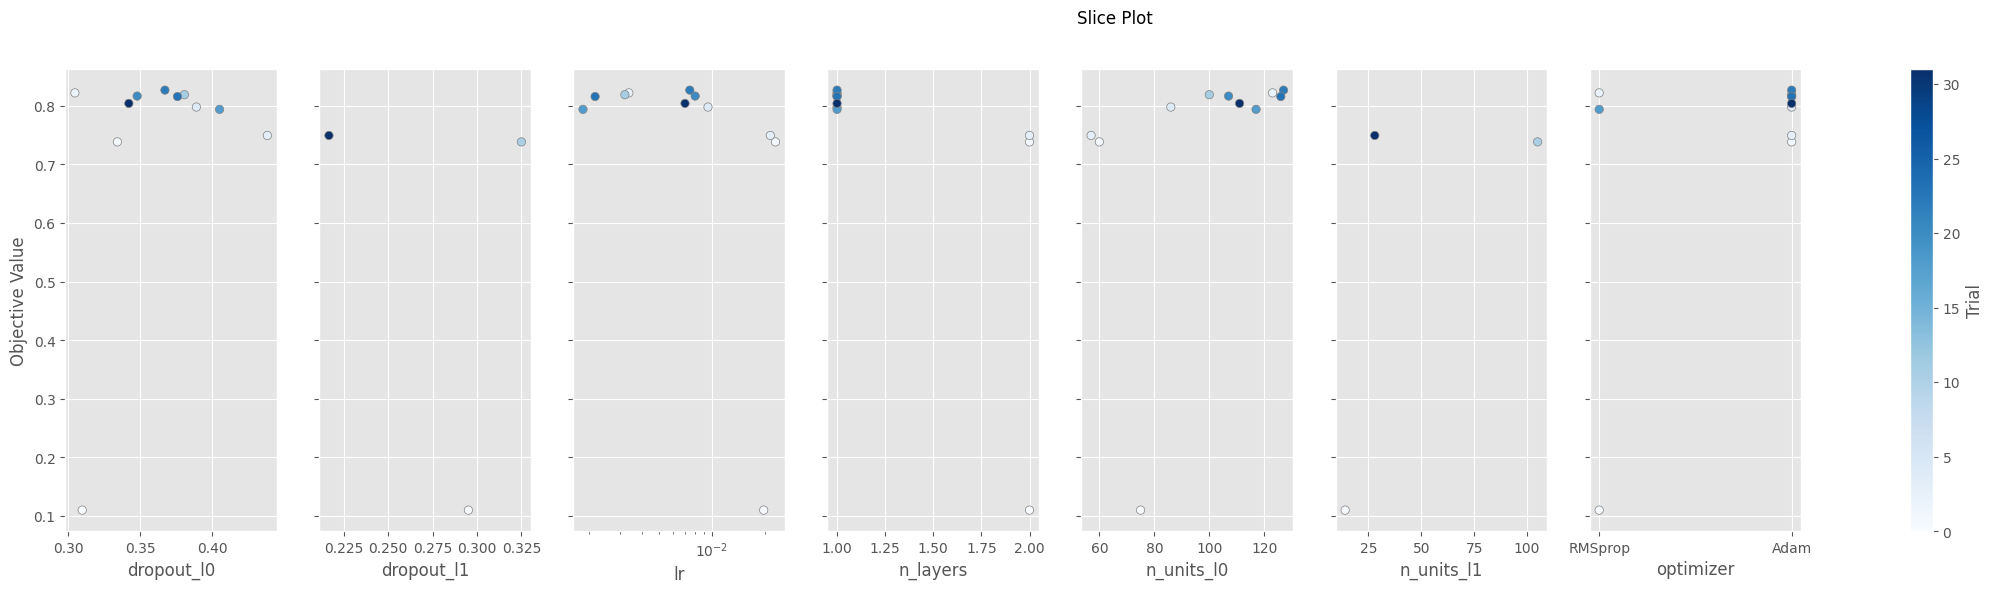 Slice Plot
Objective Value
0.8
0.7
0.6
0.5
0.4
0.3
0.2
0.1
0.30 0.35 0.40
dropout_l0
0.225 0.250 0.275 0.300 0.325
dropout_l1
10⁻²
lr
1.00 1.25 1.50 1.75 2.00
n_layers
60 80 100 120
n_units_l0
25 50 75 100
n_units_l1
RMSprop Adam
optimizer
30
25
20
15
10
5
0
Trial